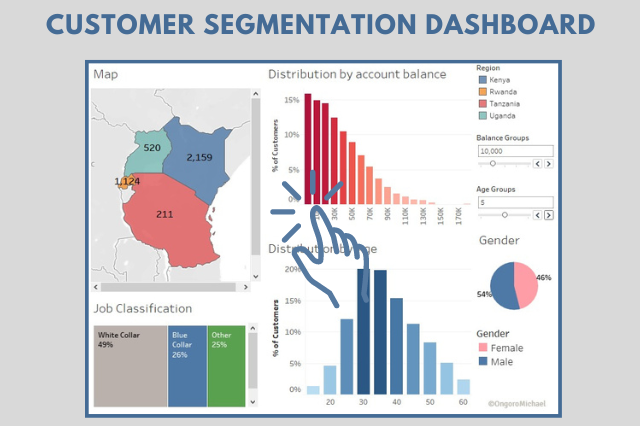 CUSTOMER SEGMENTATION DASHBOARD
Map
520
2,159
1,124
211
Job Classification
White Collar
49%
Blue
Collar
26%
Other
25%
Distribution by account balance
% of Customers
15%
10%
5%
0%
30K
50K
70K
90K
110K
130K
150K
170K
Distribution by
% of Customers
20%
15%
10%
5%
0%
20
30
40
50
60
Region
Kenya
Rwanda
Tanzania
Uganda
Balance Groups
10,000
Age Groups
5
Gender
46%
54%
Gender
Female
Male
©OngoroMichael